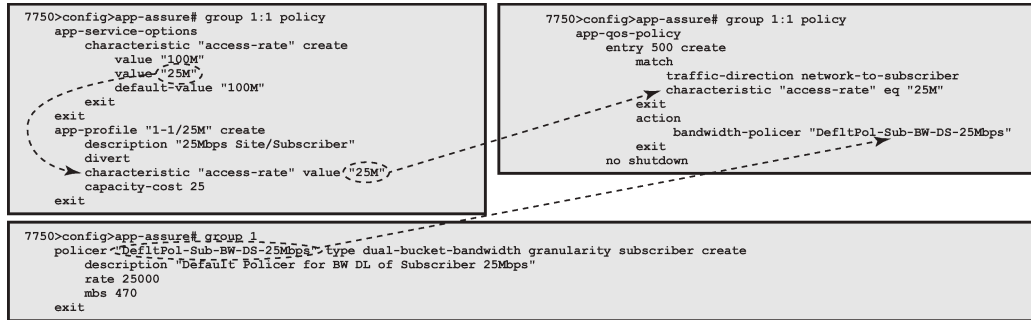 7750>config>app-assure# group 1:1 policy
app-service-options
characteristic "access-rate" create
value "100M"
value "25M"
default-value "100M"
exit
exit
app-profile "1-1/25M" create
description "25Mbps Site/Subscriber"
divert
characteristic "access-rate" value "25M"
capacity-cost 25
exit
7750>config>app-assure# group 1:1 policy
app-qos-policy
entry 500 create
match
traffic-direction network-to-subscriber
characteristic "access-rate" eq "25M"
exit
action
bandwidth-policer "DefltPol-Sub-BW-DS-25Mbps"
exit
no shutdown
7750>config>app-assure# group 1
policer "DefltPol-Sub-BW-DS-25Mbps" type dual-bucket-bandwidth granularity subscriber create
description "Default Policer for BW DL of Subscriber 25Mbps"
rate 25000
mbs 470
exit